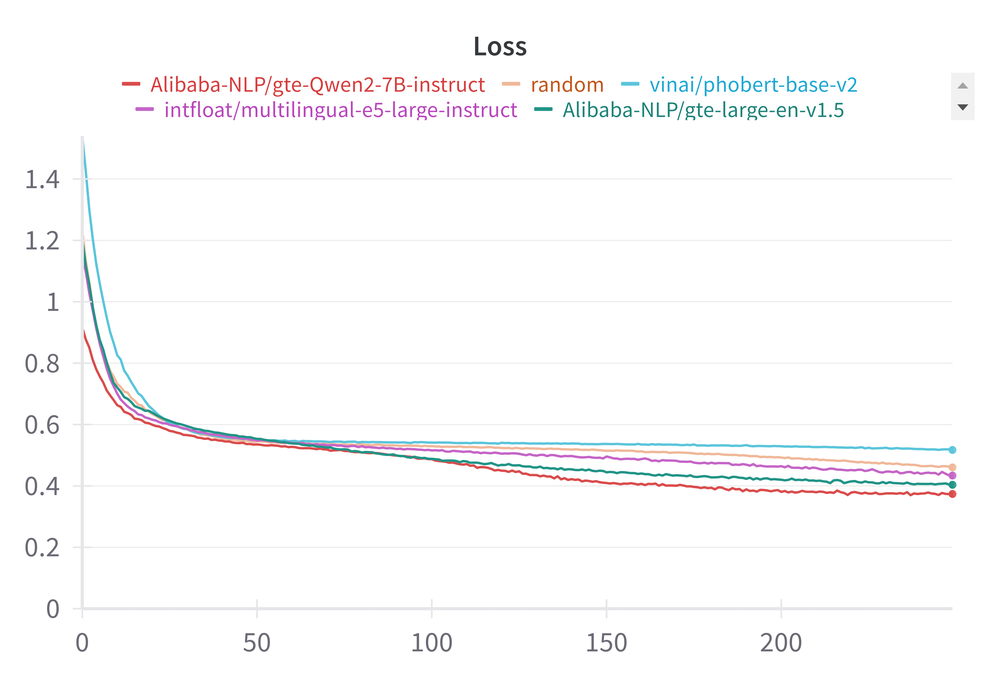 Loss
Alibaba-NLP/gte-Qwen2-7B-instruct random vinai/phobert-base-v2
intfloat/multilingual-e5-large-instruct Alibaba-NLP/gte-large-en-v1.5
1.4
1.2
1
0.8
0.6
0.4
0.2
0
0 50 100 150 200